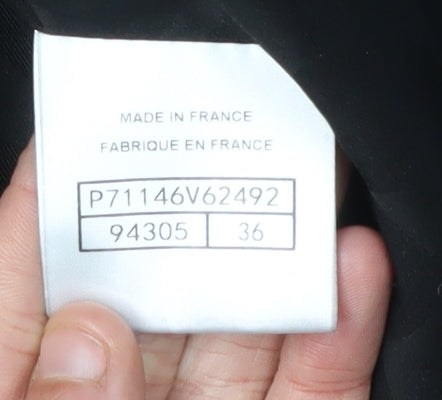 MADE IN FRANCE
FABRIQUE EN FRANCE
P71146V62492
94305 36